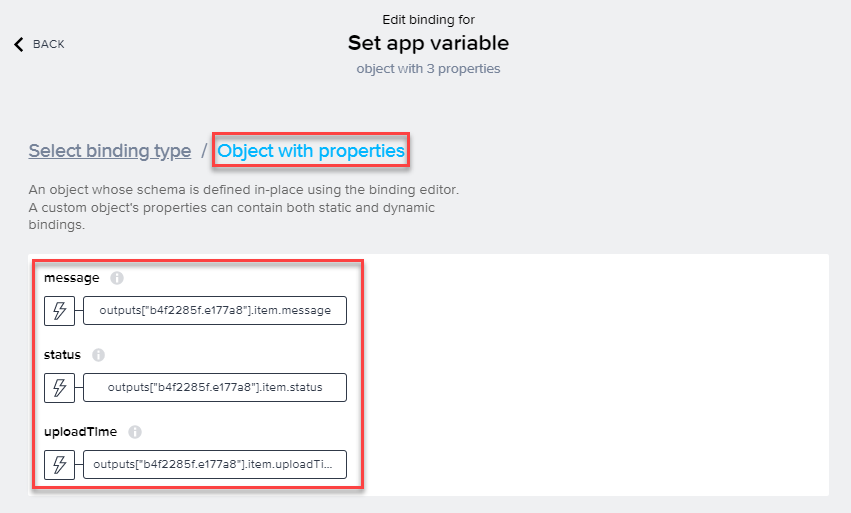 Edit binding for
BACK
Set app variable
object with 3 properties
Select binding type / Object with properties
An object whose schema is defined in-place using the binding editor.
A custom object's properties can contain both static and dynamic
bindings.
message
outputs["b4f2285f.e177a8"].item.message
status
outputs["b4f2285f.e177a8"].item.status
uploadTime
outputs["b4f2285f.e177a8"].item.uploadTi...